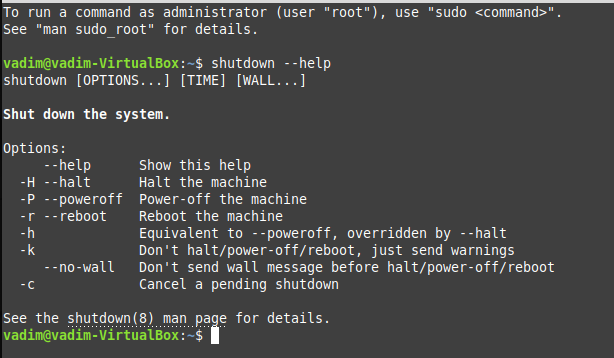 To run a command as administrator (user "root"), use "sudo <command>".
See "man sudo_root" for details.
vadim@vadim-VirtualBox:~$ shutdown --help
shutdown [OPTIONS...] [TIME] [WALL...]
Shut down the system.
Options:
     --help      Show this help
  -H --halt      Halt the machine
  -P --poweroff  Power-off the machine
  -r --reboot    Reboot the machine
  -h             Equivalent to --poweroff, overridden by --halt
  -k             Don't halt/power-off/reboot, just send warnings
     --no-wall   Don't send wall message before halt/power-off/reboot
  -c             Cancel a pending shutdown
See the shutdown(8) man page for details.
vadim@vadim-VirtualBox:~$